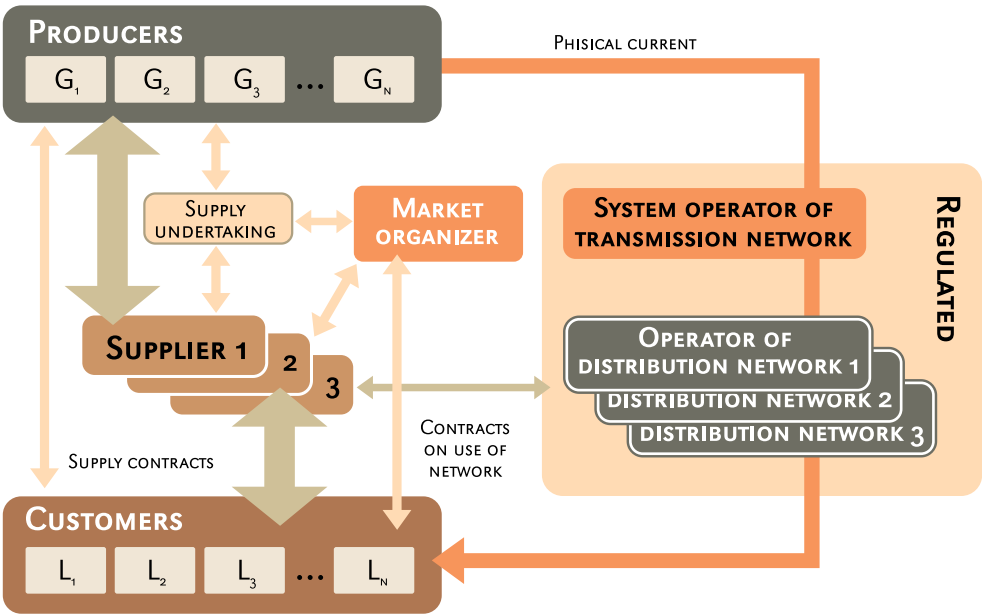 PRODUCERS
G1 G2 G3 ... GN
PHISICAL CURRENT
SUPPLY
UNDERTAKING
MARKET
ORGANIZER
SYSTEM OPERATOR OF
TRANSMISSION NETWORK
REGULATED
SUPPLIER 1
2
3
OPERATOR OF
DISTRIBUTION NETWORK 1
DISTRIBUTION NETWORK 2
DISTRIBUTION NETWORK 3
SUPPLY CONTRACTS
CONTRACTS
ON USE OF
NETWORK
CUSTOMERS
L1 L2 L3 ... LN